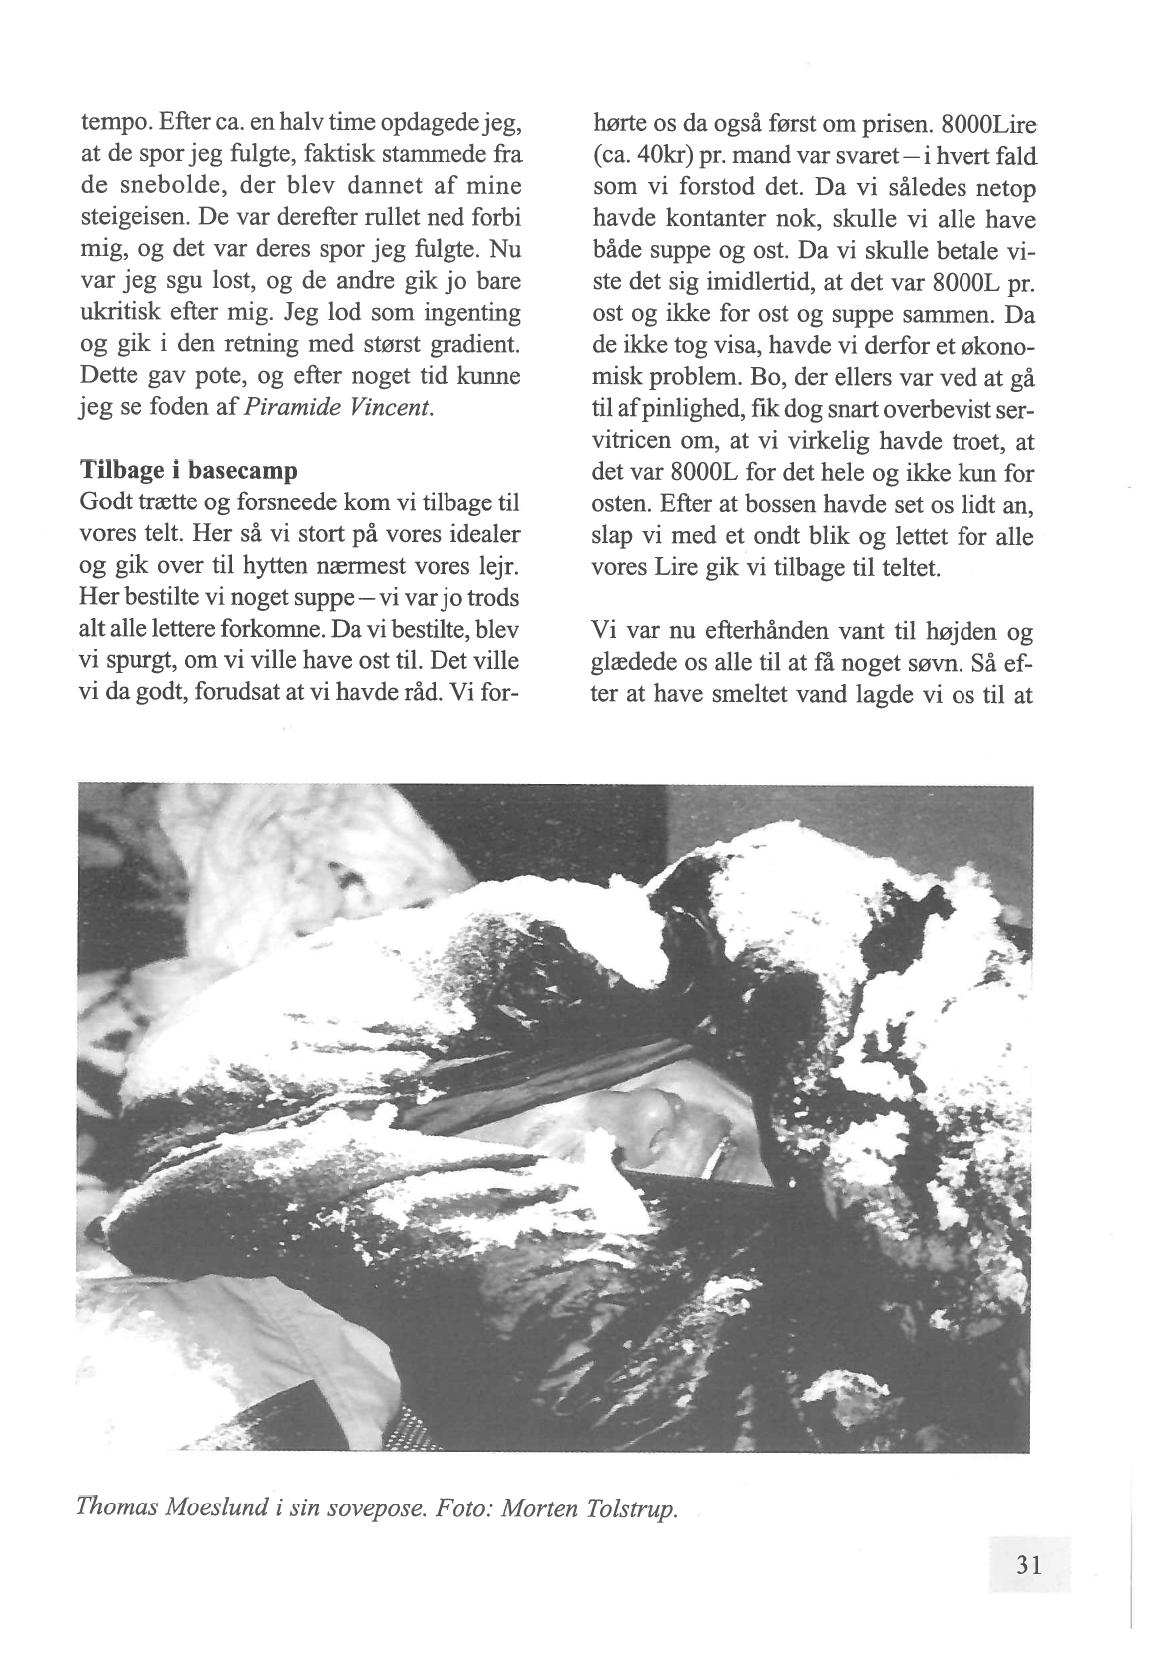 tempo. Efter ca. en halv time opdagede jeg,
at de spor jeg fulgte, faktisk stammede fra
de snebolde, der blev dannet af mine
steigeisen. De var derefter rullet ned forbi
mig, og det var deres spor jeg fulgte. Nu
var jeg sgu lost, og de andre gik jo bare
ukritisk efter mig. Jeg lod som ingenting
og gik i den retning med størst gradient.
Dette gav pote, og efter noget tid kunne
jeg se foden af Piramide Vincent.
Tilbage i basecamp
Godt trætte og forsneede kom vi tilbage til
vores telt. Her så vi stort på vores idealer
og gik over til hytten nærmest vores lejr.
Her bestilte vi noget suppe – vi var jo trods
alt alle lettere forkomne. Da vi bestilte, blev
vi spurgt, om vi ville have ost til. Det ville
vi da godt, forudsat at vi havde råd. Vi for-
hørte os da også først om prisen. 8000Lire
(ca. 40kr) pr. mand var svaret – i hvert fald
som vi forstod det. Da vi således netop
havde kontanter nok, skulle vi alle have
både suppe og ost. Da vi skulle betale vi-
ste det sig imidlertid, at det var 8000L pr.
ost og ikke for ost og suppe sammen. Da
de ikke tog visa, havde vi derfor et økono-
misk problem. Bo, der ellers var ved at gå
til af pinlighed, fik dog snart overbevist ser-
vitricen om, at vi virkelig havde troet, at
det var 8000L for det hele og ikke kun for
osten. Efter at bossen havde set os lidt an,
slap vi med et ondt blik og lettet for alle
vores Lire gik vi tilbage til teltet.
Vi var nu efterhånden vant til højden og
glædede os alle til at få noget søvn. Så ef-
ter at have smeltet vand lagde vi os til at
Thomas Moeslund i sin sovepose. Foto: Morten Tolstrup.
31